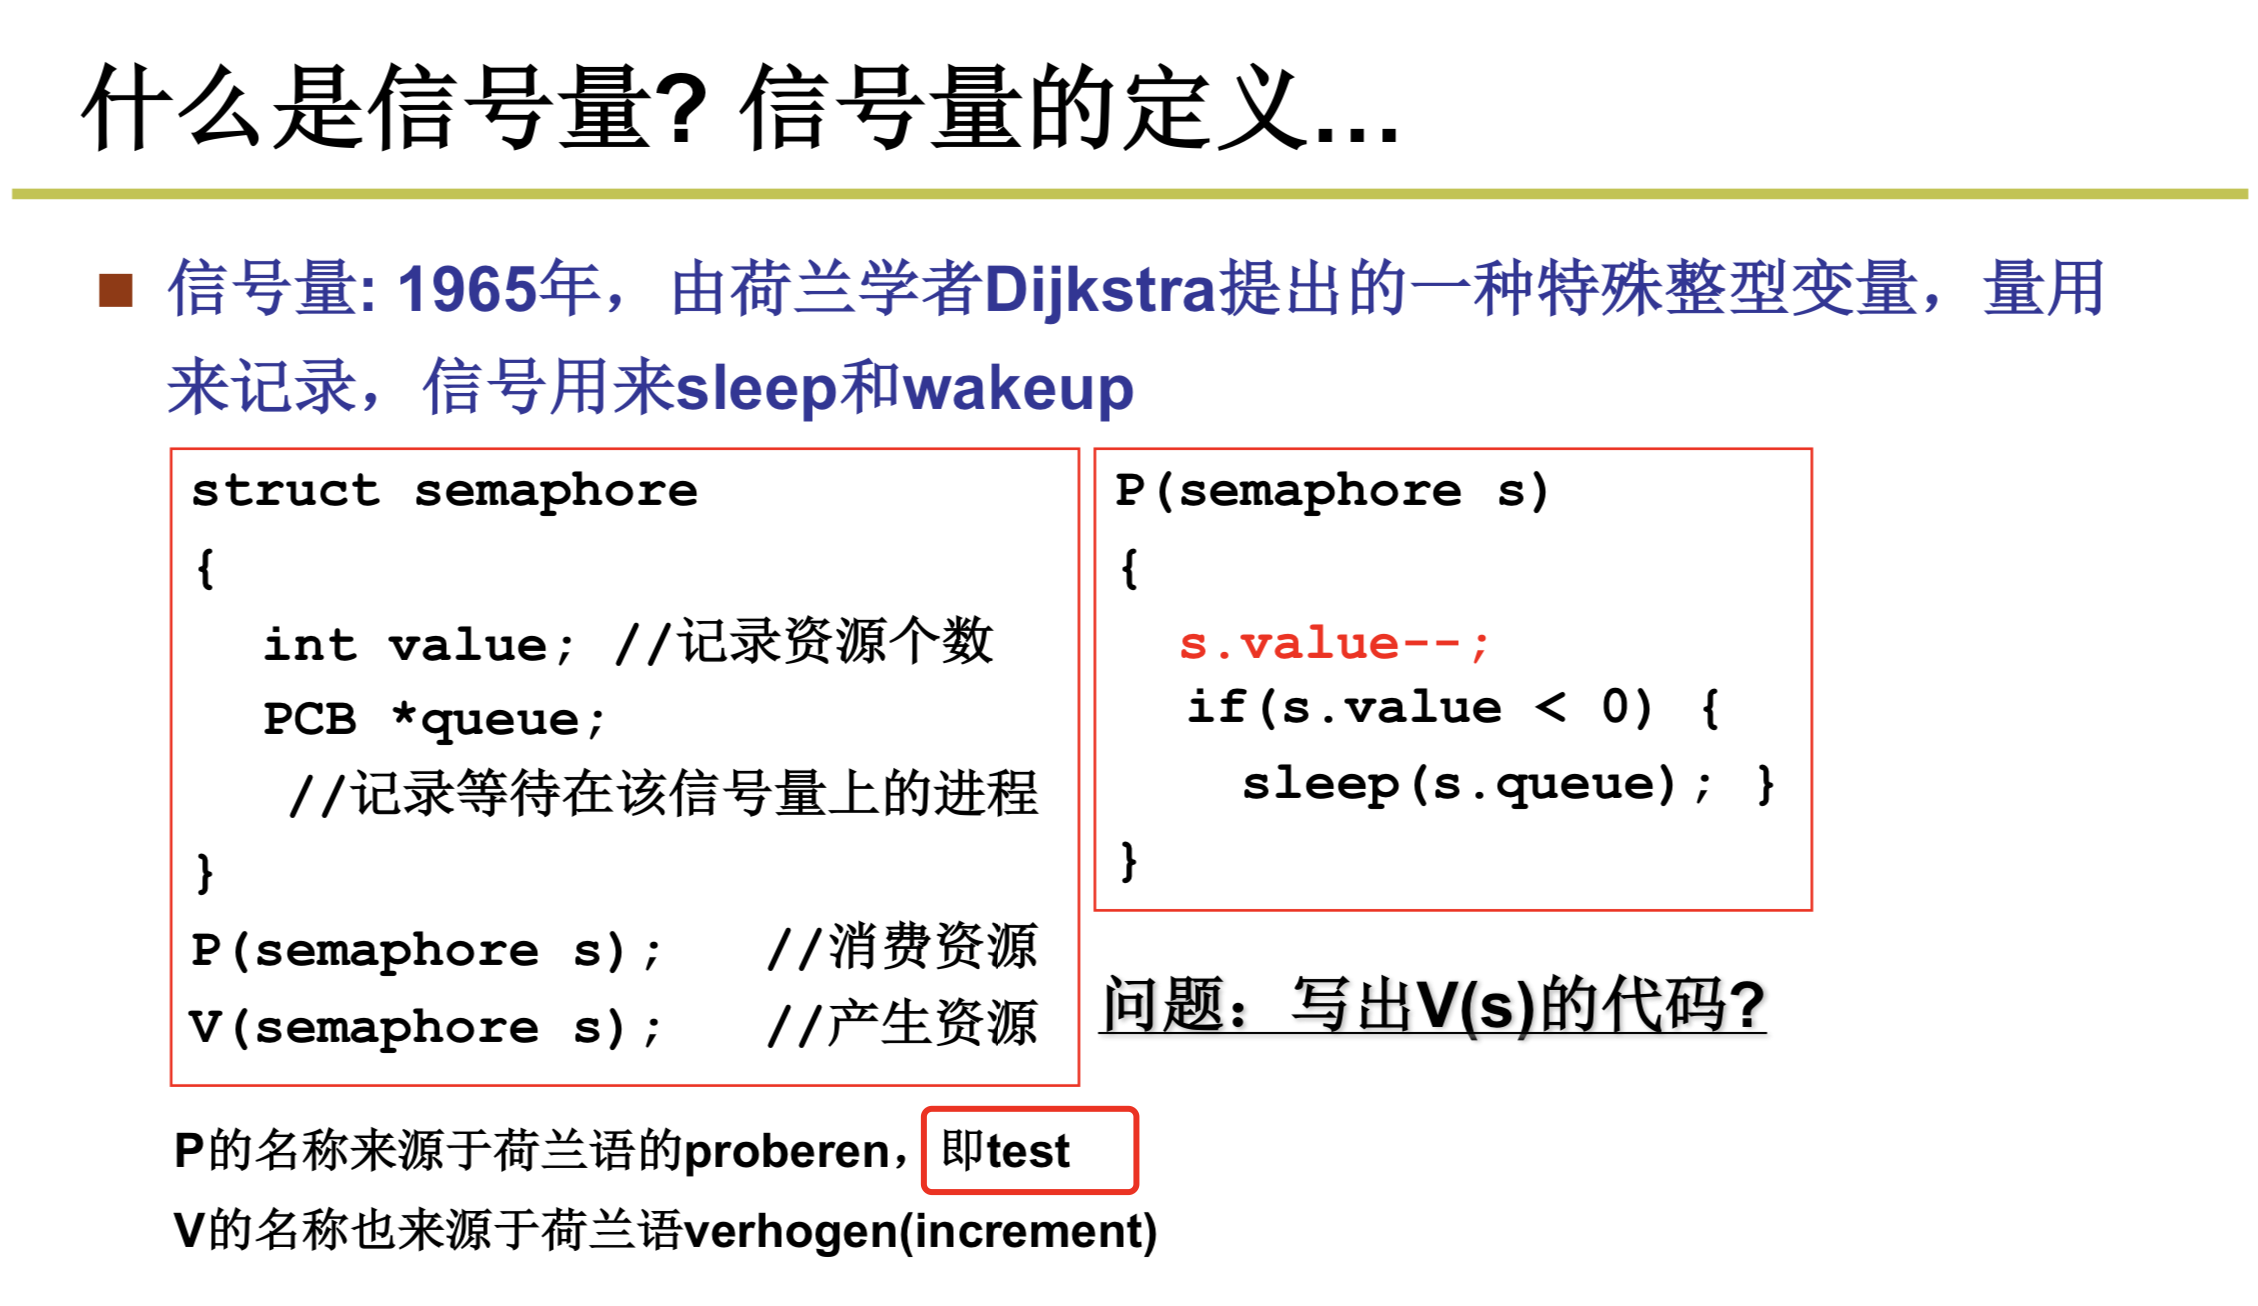 什么是信号量? 信号量的定义...
信号量: 1965年，由荷兰学者Dijkstra提出的一种特殊整型变量，量用
来记录，信号用来sleep和wakeup
struct semaphore
{
int value; //记录资源个数
PCB *queue;
//记录等待在该信号量上的进程
}
P(semaphore s); //消费资源
V(semaphore s); //产生资源
P(semaphore s)
{
s.value--;
if(s.value < 0) {
sleep(s.queue); }
}
问题：写出V(s)的代码?
P的名称来源于荷兰语的proberen，即test
V的名称也来源于荷兰语verhogen(increment)